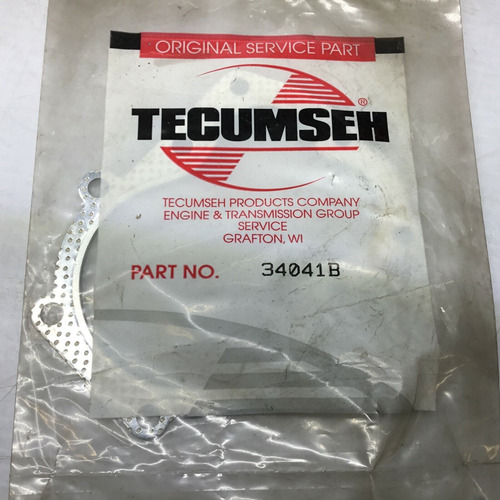 ORIGINAL SERVICE PART
TECUMSEH®
TECUMSEH PRODUCTS COMPANY
ENGINE & TRANSMISSION GROUP
SERVICE
GRAFTON, WI
PART NO. 34041B